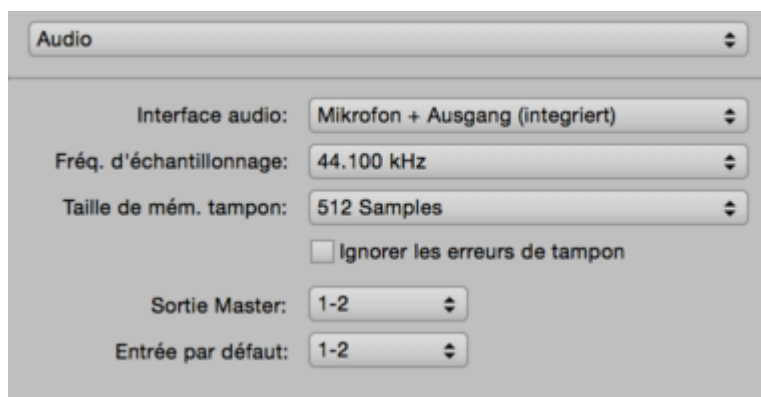 Audio
Interface audio: Mikrofon + Ausgang (integriert)
Fréq. d'échantillonnage: 44.100 kHz
Taille de mém. tampon: 512 Samples
Ignorer les erreurs de tampon
Sortie Master: 1-2
Entrée par défaut: 1-2